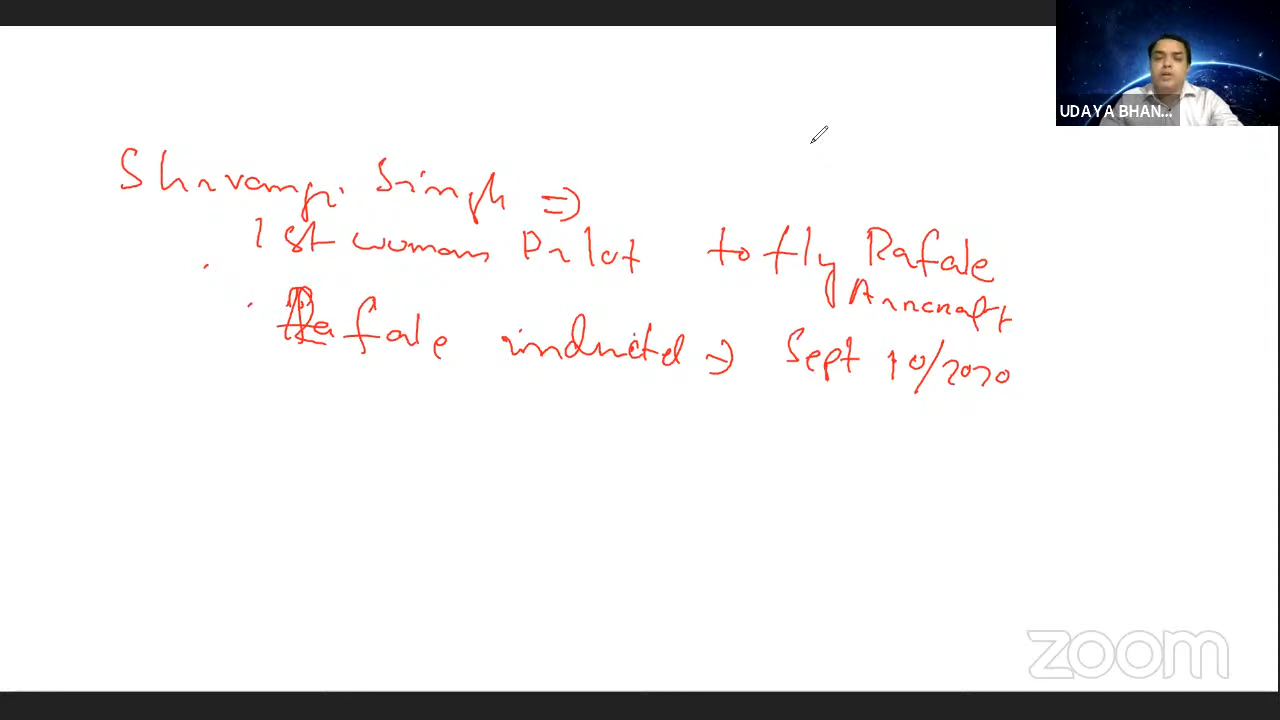 UDAYA BHAN...
Shivangi Singh ⇒
1st woman Pilot to fly Rafale
Aircraft
Rafale inducted ⇒ Sept 10/2020
zoom